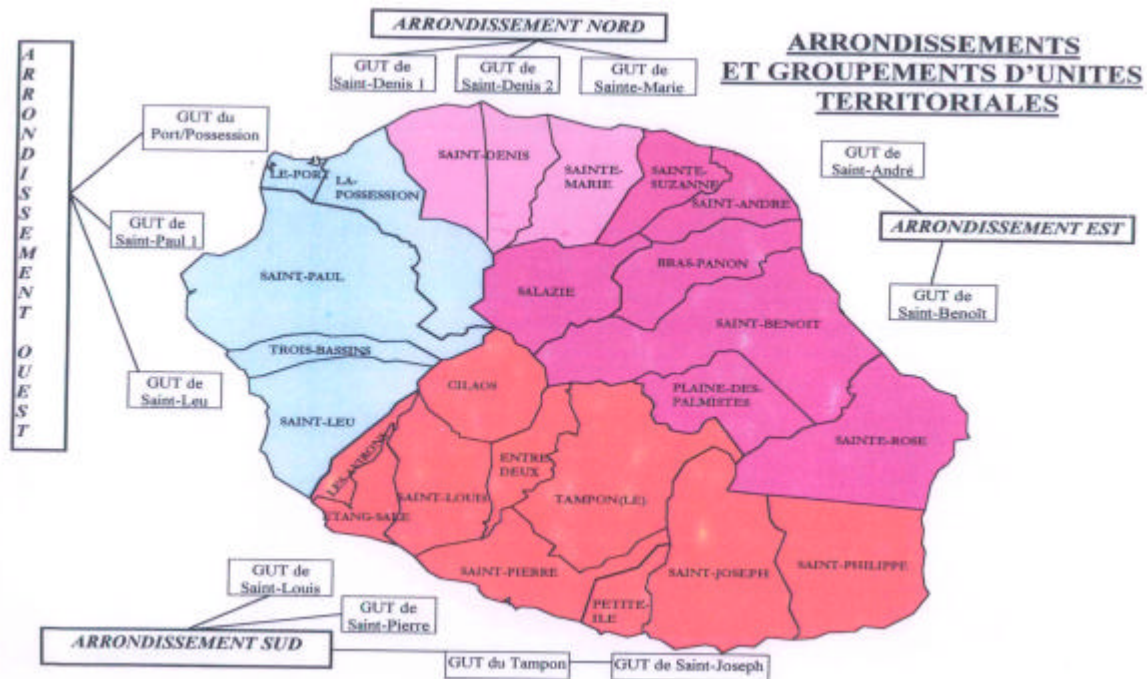 ARRONDISSEMENTS
ET GROUPEMENTS D'UNITES
TERRITORIALES
ARRONDISSEMENT NORD
GUT de
Saint-Denis 1
GUT de
Saint-Denis 2
GUT de
Sainte-Marie
ARRONDISSEMENT OUEST
GUT du
Port/Possession
GUT de
Saint-Paul 1
GUT de
Saint-Leu
GUT de
Saint-André
ARRONDISSEMENT EST
GUT de
Saint-Benoît
LE-PORT
LA-
POSSESSION
SAINT-DENIS
SAINTE-
MARIE
SAINTE-
SUZANNE
SAINT-ANDRE
SAINT-PAUL
SALAZIE
BRAS-PANON
SAINT-BENOIT
TROIS-BASSINS
CILAOS
PLAINE-DES-
PALMISTES
SAINT-LEU
SAINTE-ROSE
LES-AVIRONS
ENTRE
DEUX
SAINT-LOUIS
TAMPON(LE)
ETANG-SALE
SAINT-PIERRE
SAINT-JOSEPH
SAINT-PHILIPPE
PETITE-
ILE
GUT de
Saint-Louis
GUT de
Saint-Pierre
ARRONDISSEMENT SUD
GUT du Tampon
GUT de Saint-Joseph